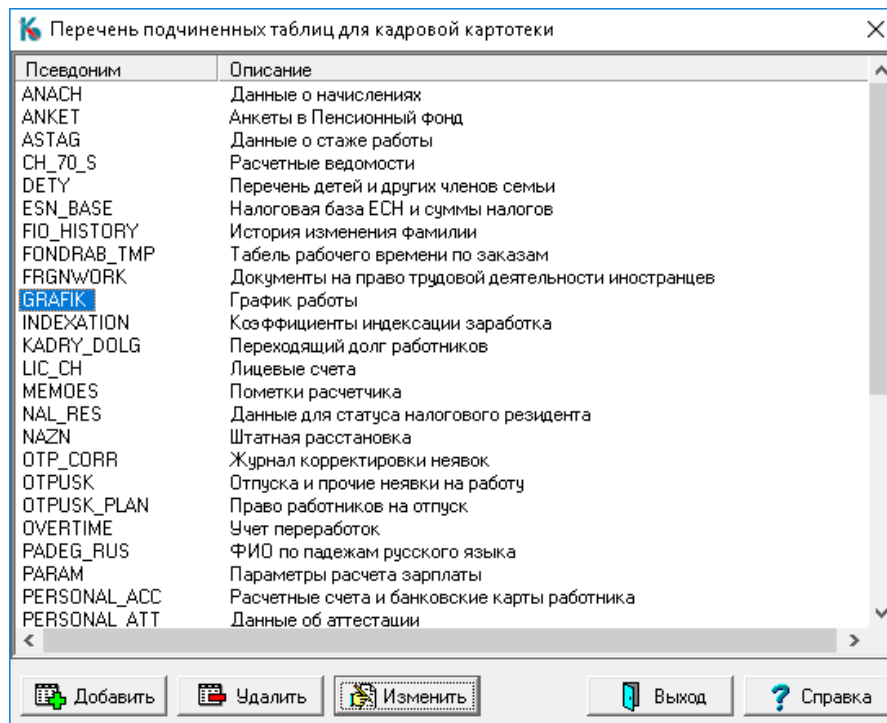 Перечень подчиненных таблиц для кадровой картотеки
Псевдоним Описание
ANACH Данные о начислениях
ANKET Анкеты в Пенсионный фонд
ASTAG Данные о стаже работы
CH_70_S Расчетные ведомости
DETY Перечень детей и других членов семьи
ESN_BASE Налоговая база ЕСН и суммы налогов
FIO_HISTORY История изменения фамилии
FONDRAB_TMP Табель рабочего времени по заказам
FRGNWORK Документы на право трудовой деятельности иностранцев
GRAFIK График работы
INDEXATION Коэффициенты индексации заработка
KADRY_DOLG Переходящий долг работников
LIC_CH Лицевые счета
MEMOES Пометки расчетчика
NAL_RES Данные для статуса налогового резидента
NAZN Штатная расстановка
OTP_CORR Журнал корректировки неявок
OTPUSK Отпуска и прочие неявки на работу
OTPUSK_PLAN Право работников на отпуск
OVERTIME Учет переработок
PADEG_RUS ФИО по падежам русского языка
PARAM Параметры расчета зарплаты
PERSONAL_ACC Расчетные счета и банковские карты работника
PERSONAL_ATT Данные об аттестации
Добавить Удалить Изменить Выход Справка